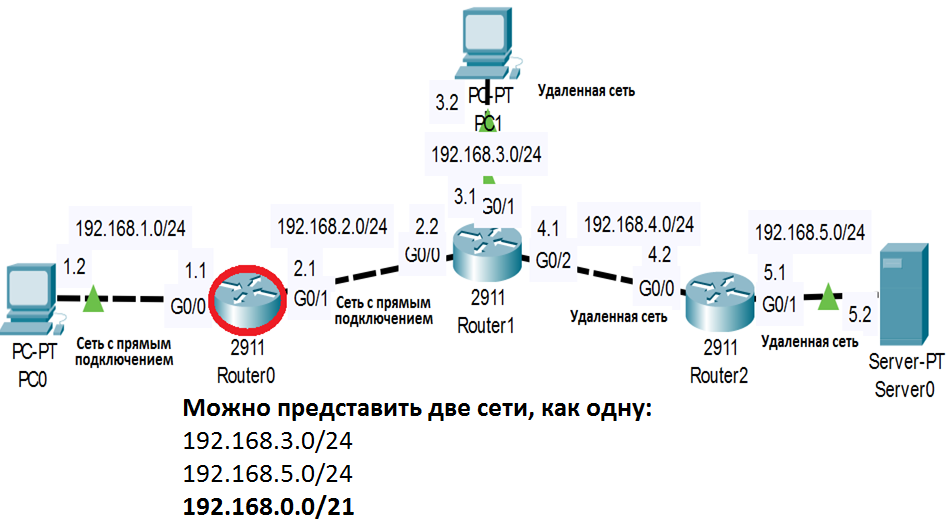 PC-PT
PC1
Удаленная сеть
3.2
192.168.3.0/24
3.1
G0/1
192.168.1.0/24
192.168.2.0/24
2.2
4.1
192.168.4.0/24
192.168.5.0/24
1.2
1.1
2.1
G0/0
G0/2
4.2
5.1
G0/0
G0/1
G0/0
G0/1
5.2
Сеть с прямым
подключением
Сеть с прямым
подключением
Удаленная сеть
Удаленная сеть
PC-PT
PC0
2911
Router0
2911
Router1
2911
Router2
Server-PT
Server0
Можно представить две сети, как одну:
192.168.3.0/24
192.168.5.0/24
192.168.0.0/21